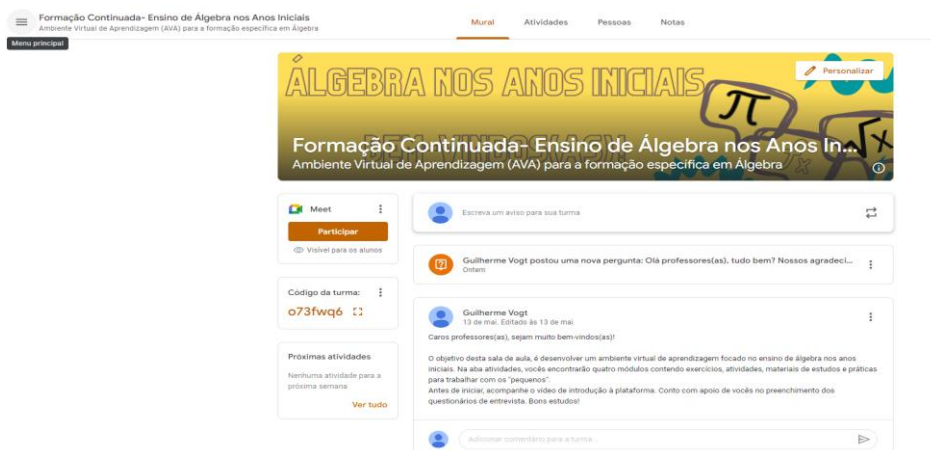 Formação Continuada- Ensino de Álgebra nos Anos Iniciais
Ambiente Virtual de Aprendizagem (AVA) para a formação específica em Álgebra
Mural Atividades Pessoas Notas
Menu principal
ÁLGEBRA NOS ANOS INICIAIS
Personalizar
π
√x
BEM VINDOS(AS)!
Formação Continuada- Ensino de Álgebra nos Anos In...
Ambiente Virtual de Aprendizagem (AVA) para a formação específica em Álgebra
Meet
Participar
Visível para os alunos
Código da turma:
o73fwq6
Próximas atividades
Nenhuma atividade para a
próxima semana
Ver tudo
Escreva um aviso para sua turma
Guilherme Vogt postou uma nova pergunta: Olá professores(as), tudo bem? Nossos agradeci...
Ontem
Guilherme Vogt
13 de mai. Editado às 13 de mai.
Caros professores(as), sejam muito bem-vindos(as)!
O objetivo desta sala de aula, é desenvolver um ambiente virtual de aprendizagem focado no ensino de álgebra nos anos
iniciais. Na aba atividades, vocês encontrarão quatro módulos contendo exercícios, atividades, materiais de estudos e práticas
para trabalhar com os "pequenos".
Antes de iniciar, acompanhe o vídeo de introdução à plataforma. Conto com apoio de vocês no preenchimento dos
questionários de entrevista. Bons estudos!
Adicionar comentário para a turma...